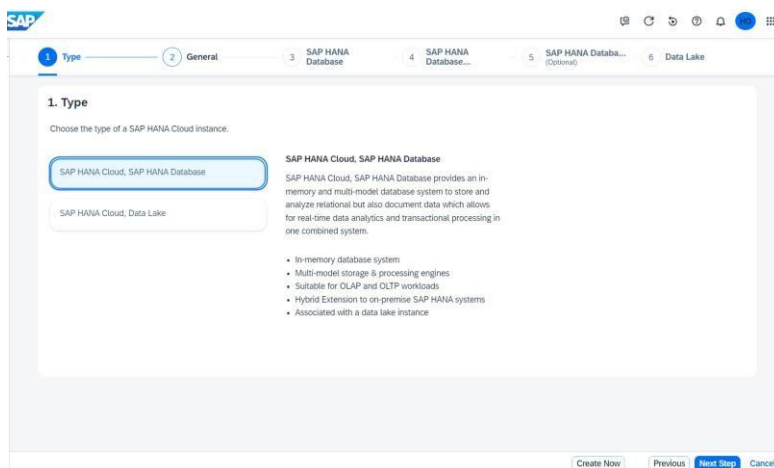 SAP
HO
1 Type
2 General
3 SAP HANA
Database
4 SAP HANA
Database...
5 SAP HANA Databa...
(Optional)
6 Data Lake
1. Type
Choose the type of a SAP HANA Cloud instance.
SAP HANA Cloud, SAP HANA Database
SAP HANA Cloud, Data Lake
SAP HANA Cloud, SAP HANA Database
SAP HANA Cloud, SAP HANA Database provides an in-
memory and multi-model database system to store and
analyze relational but also document data which allows
for real-time data analytics and transactional processing in
one combined system.
• In-memory database system
• Multi-model storage & processing engines
• Suitable for OLAP and OLTP workloads
• Hybrid Extension to on-premise SAP HANA systems
• Associated with a data lake instance
Create Now Previous Next Step Cancel